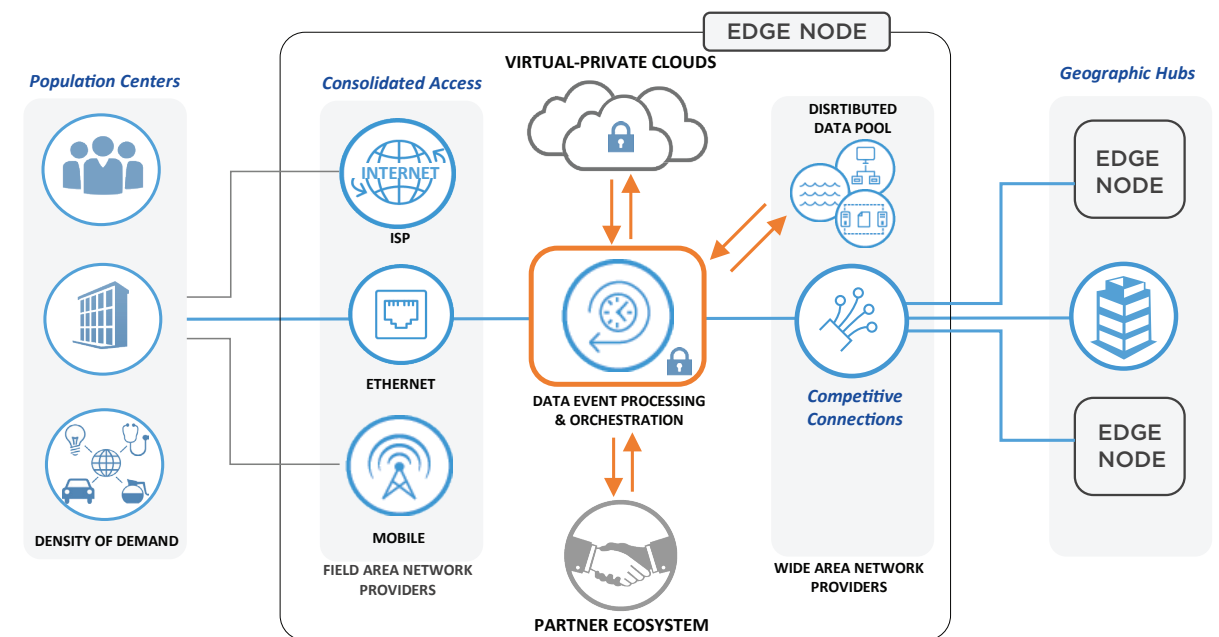 EDGE NODE
Population Centers
DENSITY OF DEMAND
Consolidated Access
INTERNET
ISP
ETHERNET
MOBILE
FIELD AREA NETWORK
PROVIDERS
VIRTUAL-PRIVATE CLOUDS
DATA EVENT PROCESSING
& ORCHESTRATION
PARTNER ECOSYSTEM
DISRTIBUTED
DATA POOL
Competitive
Connections
WIDE AREA NETWORK
PROVIDERS
Geographic Hubs
EDGE
NODE
EDGE
NODE